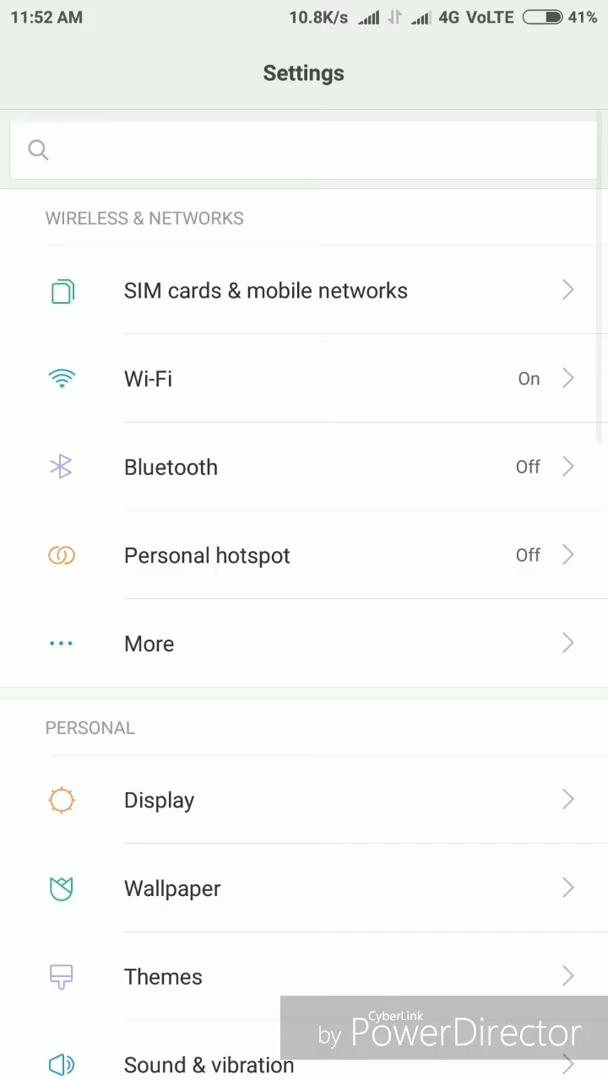 11:52 AM 10.8K/s 4G VoLTE 41%
Settings
WIRELESS & NETWORKS
SIM cards & mobile networks
Wi-Fi On
Bluetooth Off
Personal hotspot Off
More
PERSONAL
Display
Wallpaper
Themes
Sound & vibration
CyberLink
by PowerDirector